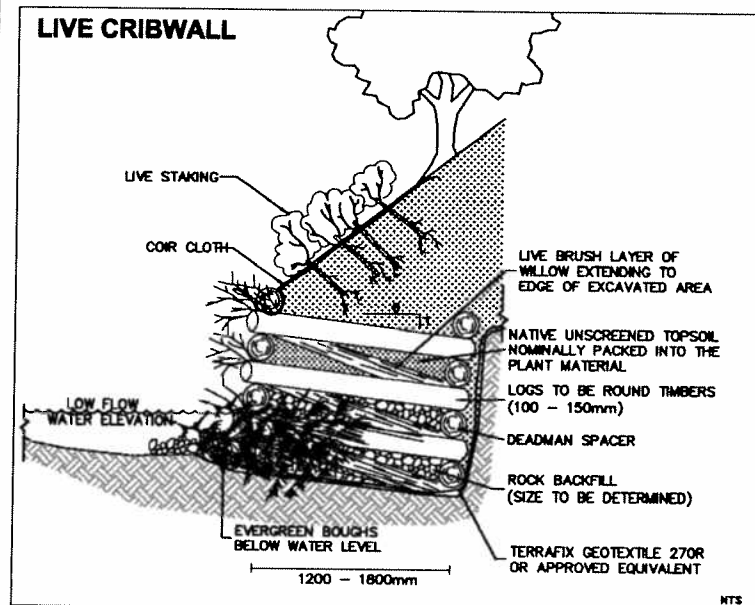 LIVE CRIBWALL
LIVE STAKING
COIR CLOTH
LIVE BRUSH LAYER OF
WILLOW EXTENDING TO
EDGE OF EXCAVATED AREA
NATIVE UNSCREENED TOPSOIL
NOMINALLY PACKED INTO THE
PLANT MATERIAL
LOGS TO BE ROUND TIMBERS
(100 - 150mm)
LOW FLOW
WATER ELEVATION
DEADMAN SPACER
ROCK BACKFILL
(SIZE TO BE DETERMINED)
EVERGREEN BOUGHS
BELOW WATER LEVEL
TERRAFIX GEOTEXTILE 270R
OR APPROVED EQUIVALENT
1200 - 1800mm
NTS